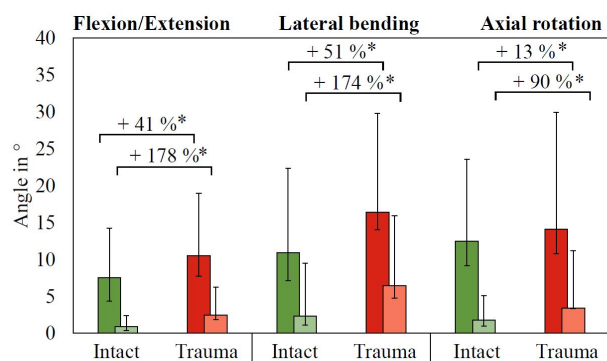 Flexion/Extension Lateral bending Axial rotation
40
35
30
25
20
15
10
5
0
Angle in °
+ 41 %*
+ 178 %*
+ 51 %*
+ 174 %*
+ 13 %*
+ 90 %*
Intact Trauma Intact Trauma Intact Trauma